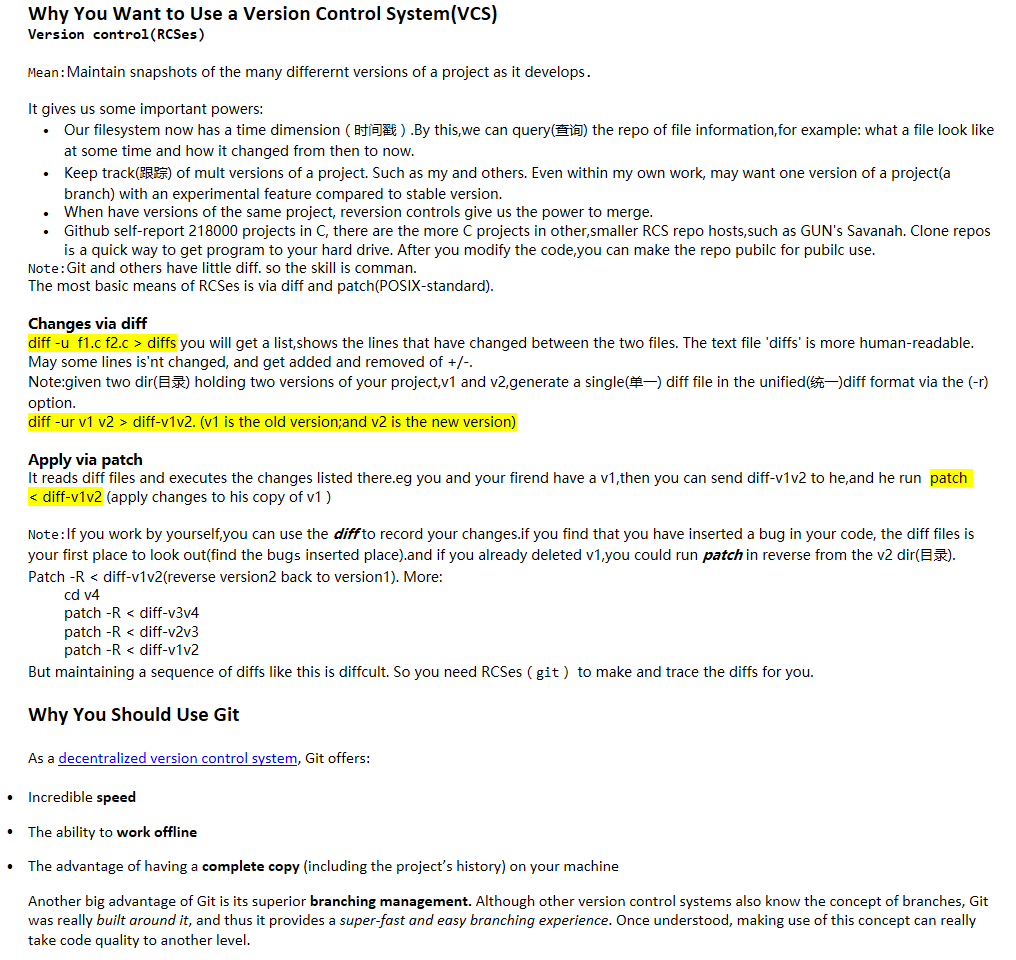 Why You Want to Use a Version Control System(VCS)
Version control(RCSes)
Mean:Maintain snapshots of the many differernt versions of a project as it develops.
It gives us some important powers:
• Our filesystem now has a time dimension ( 时间戳 ) .By this,we can query(查询) the repo of file information,for example: what a file look like
at some time and how it changed from then to now.
• Keep track(跟踪) of mult versions of a project. Such as my and others. Even within my own work, may want one version of a project(a
branch) with an experimental feature compared to stable version.
• When have versions of the same project, reversion controls give us the power to merge.
• Github self-report 218000 projects in C, there are the more C projects in other,smaller RCS repo hosts,such as GUN's Savanah. Clone repos
is a quick way to get program to your hard drive. After you modify the code,you can make the repo pubilc for pubilc use.
Note:Git and others have little diff. so the skill is comman.
The most basic means of RCSes is via diff and patch(POSIX-standard).
Changes via diff
diff -u f1.c f2.c > diffs you will get a list,shows the lines that have changed between the two files. The text file 'diffs' is more human-readable.
May some lines is'nt changed, and get added and removed of +/-.
Note:given two dir(目录) holding two versions of your project,v1 and v2,generate a single(单一) diff file in the unified(统一)diff format via the (-r)
option.
diff -ur v1 v2 > diff-v1v2. (v1 is the old version;and v2 is the new version)
Apply via patch
It reads diff files and executes the changes listed there.eg you and your firend have a v1,then you can send diff-v1v2 to he,and he run patch
< diff-v1v2 (apply changes to his copy of v1 )
Note:If you work by yourself,you can use the diff to record your changes.if you find that you have inserted a bug in your code, the diff files is
your first place to look out(find the bugs inserted place).and if you already deleted v1,you could run patch in reverse from the v2 dir(目录).
Patch -R < diff-v1v2(reverse version2 back to version1). More:
cd v4
patch -R < diff-v3v4
patch -R < diff-v2v3
patch -R < diff-v1v2
But maintaining a sequence of diffs like this is diffcult. So you need RCSes ( git ) to make and trace the diffs for you.
Why You Should Use Git
As a decentralized version control system, Git offers:
• Incredible speed
• The ability to work offline
• The advantage of having a complete copy (including the project’s history) on your machine
Another big advantage of Git is its superior branching management. Although other version control systems also know the concept of branches, Git
was really built around it, and thus it provides a super-fast and easy branching experience. Once understood, making use of this concept can really
take code quality to another level.